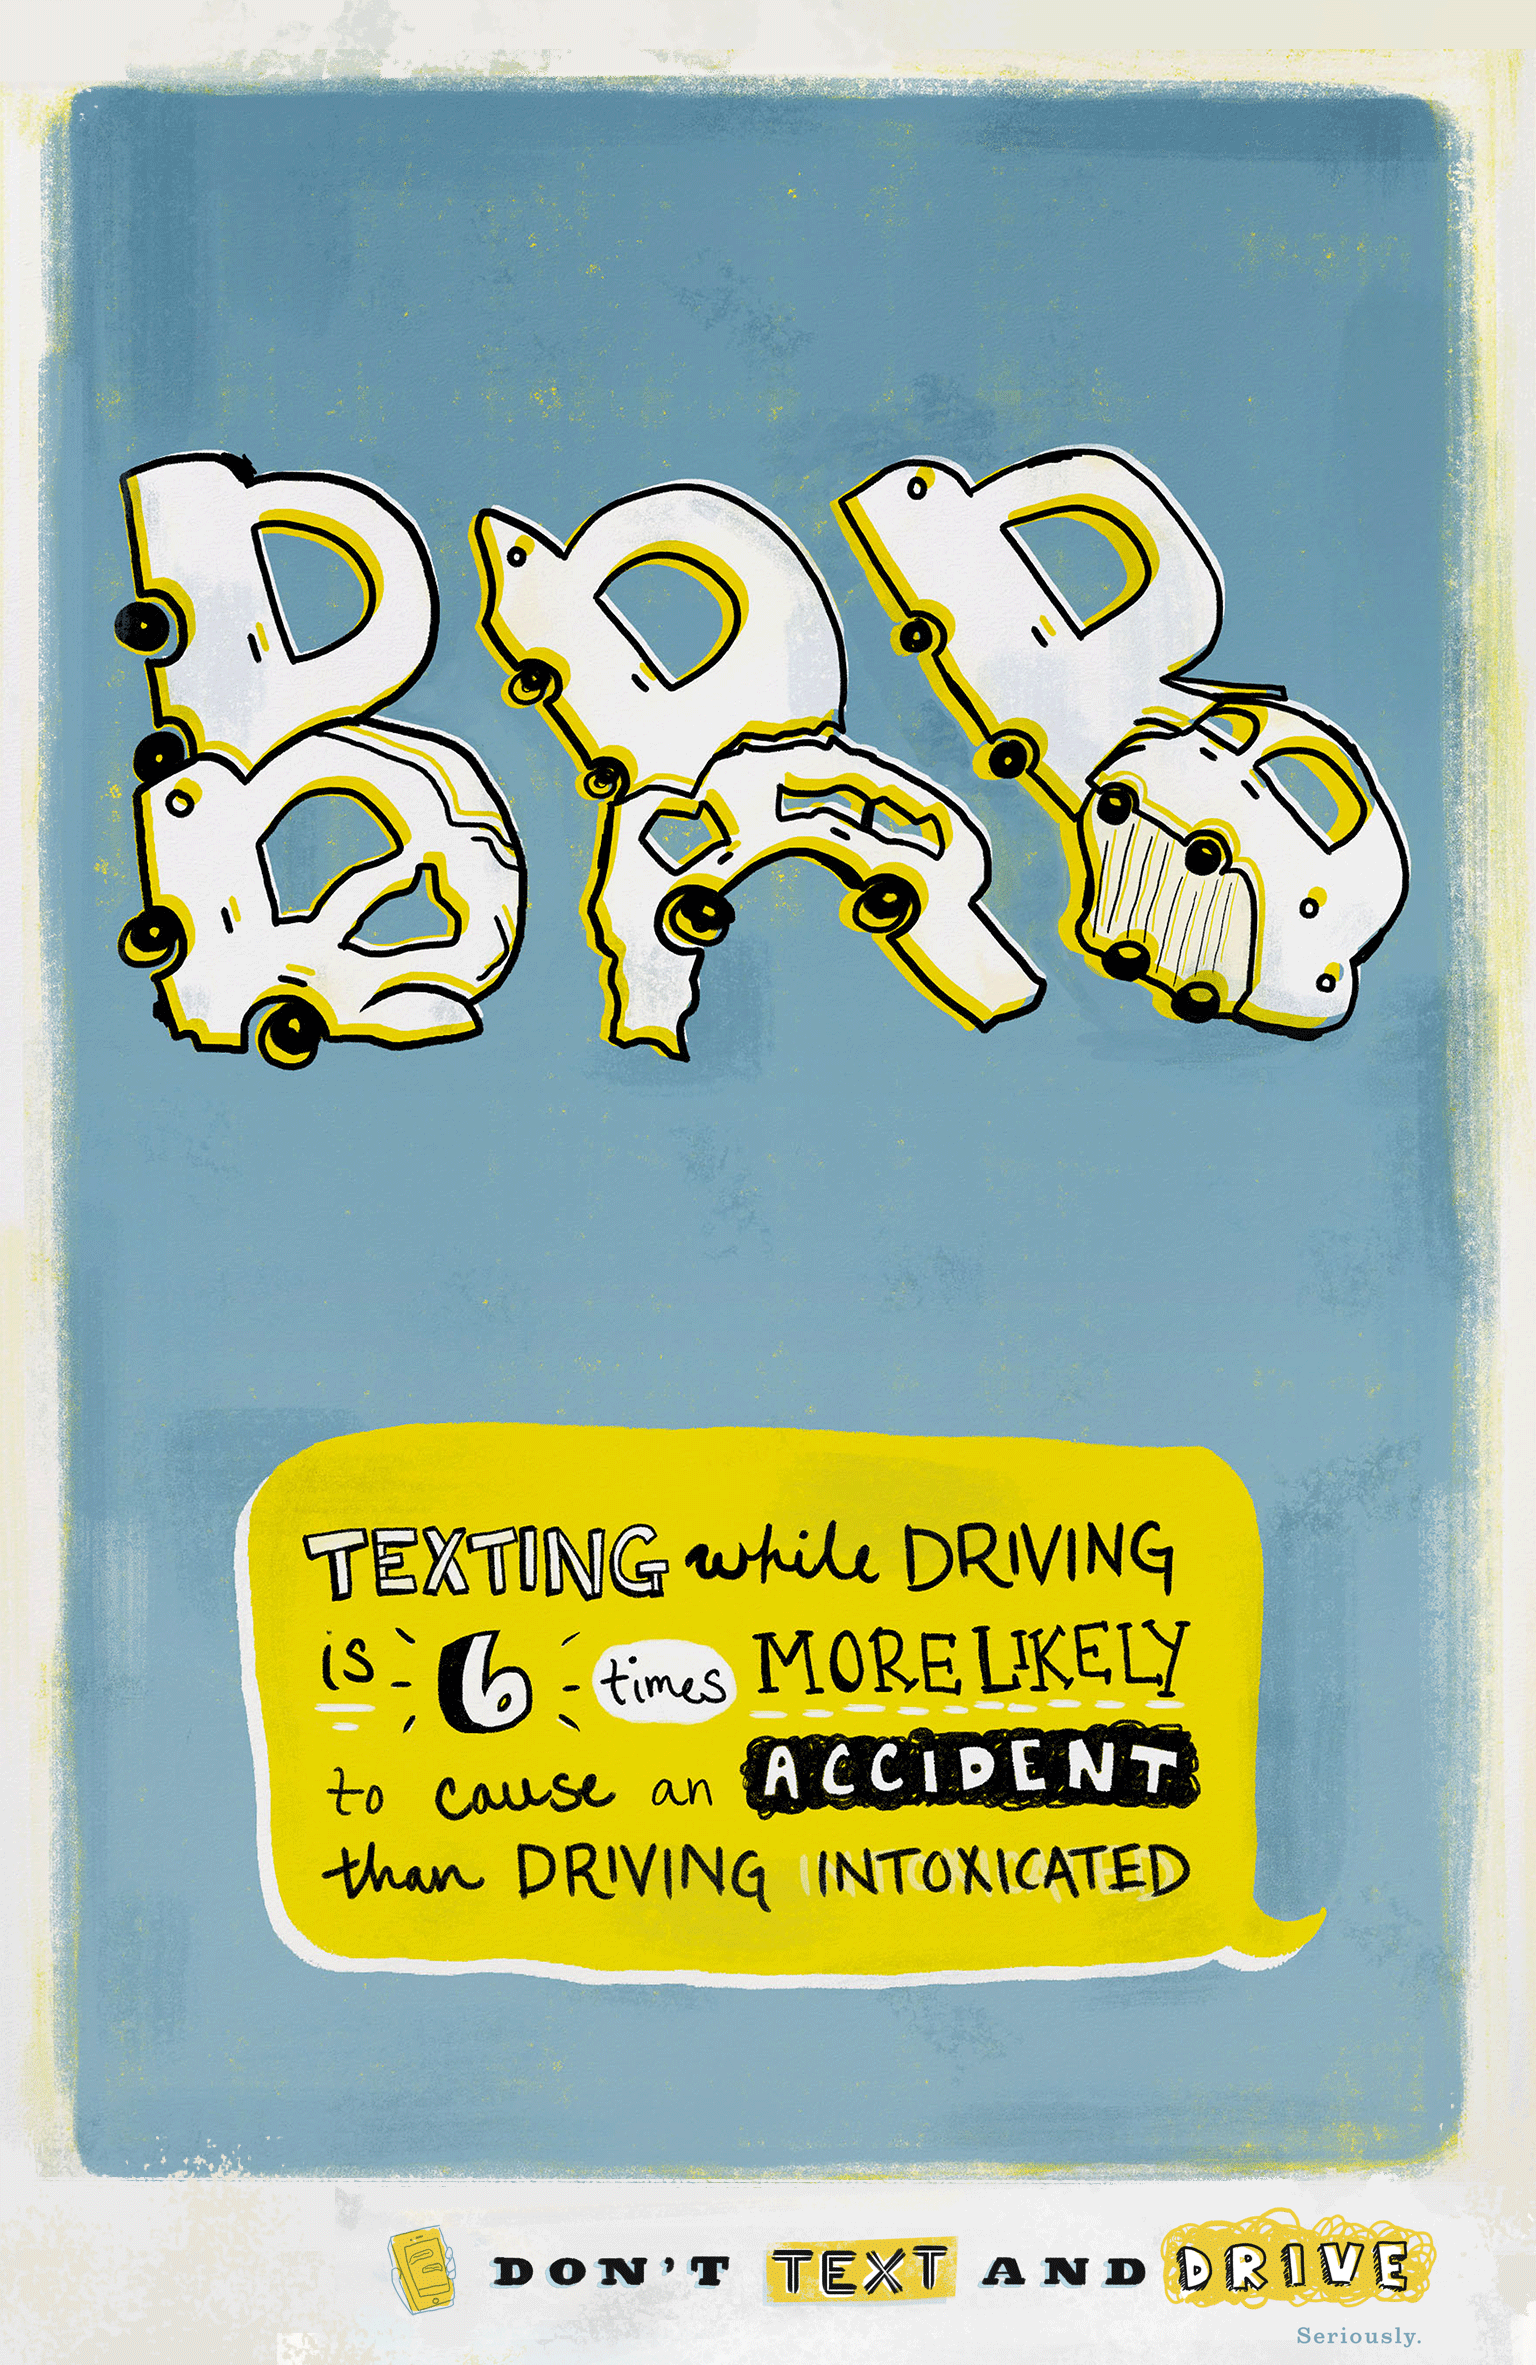 BRB
TEXTING while DRIVING
is 6 times MORE LIKELY
to cause an ACCIDENT
than DRIVING INTOXICATED
DON'T TEXT AND DRIVE
Seriously.